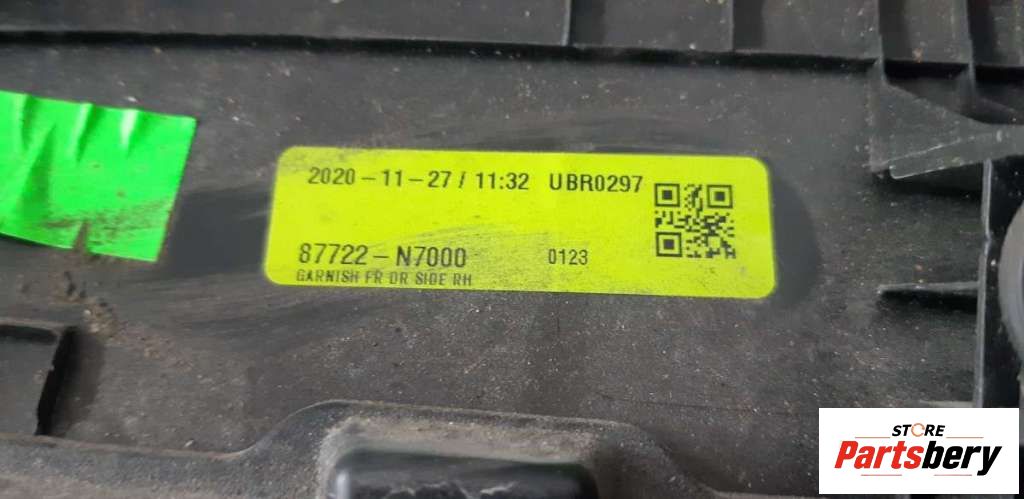 2020-11-27 / 11:32 UBR0297
87722-N7000 0123
GARNISH FR DR SIDE RH
STORE
Partsbery